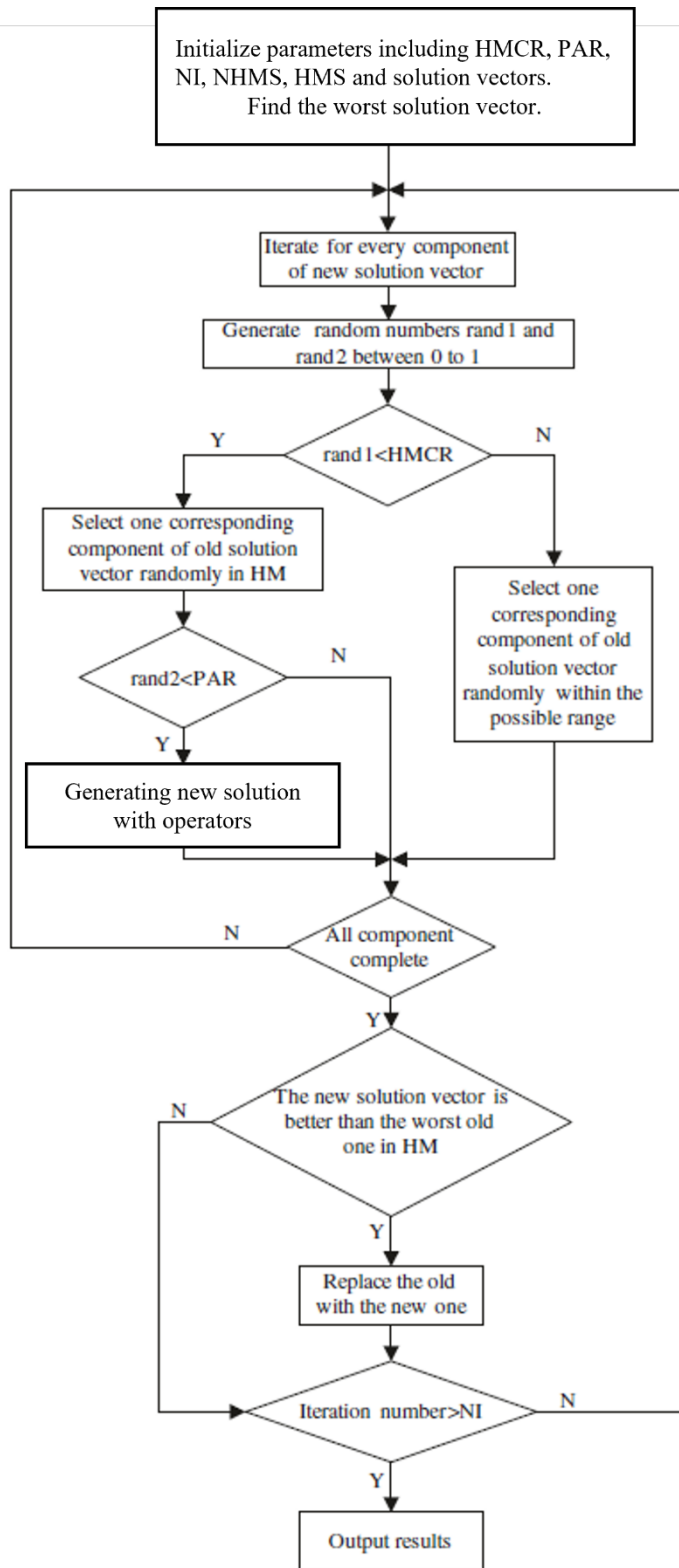 Initialize parameters including HMCR, PAR,
NI, NHMS, HMS and solution vectors.
Find the worst solution vector.
Iterate for every component
of new solution vector
Generate random numbers rand1 and
rand2 between 0 to 1
rand1<HMCR
Y
N
Select one corresponding
component of old solution
vector randomly in HM
Select one
corresponding
component of old
solution vector
randomly within the
possible range
rand2<PAR
N
Y
Generating new solution
with operators
All component
complete
N
Y
The new solution vector is
better than the worst old
one in HM
N
Y
Replace the old
with the new one
Iteration number>NI
N
Y
Output results